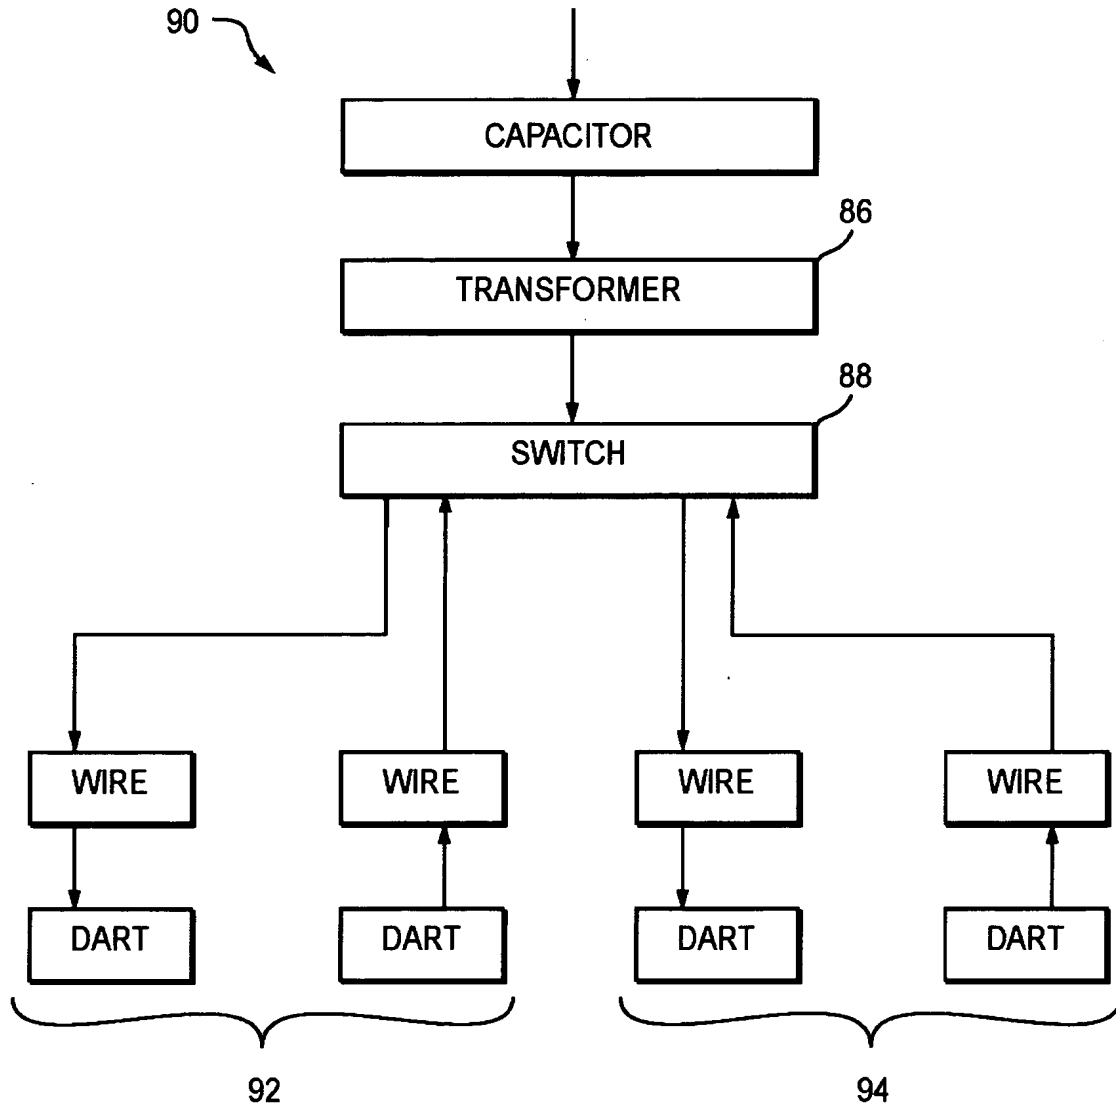 90
CAPACITOR
86
TRANSFORMER
88
SWITCH
WIRE WIRE WIRE WIRE
DART DART DART DART
92 94